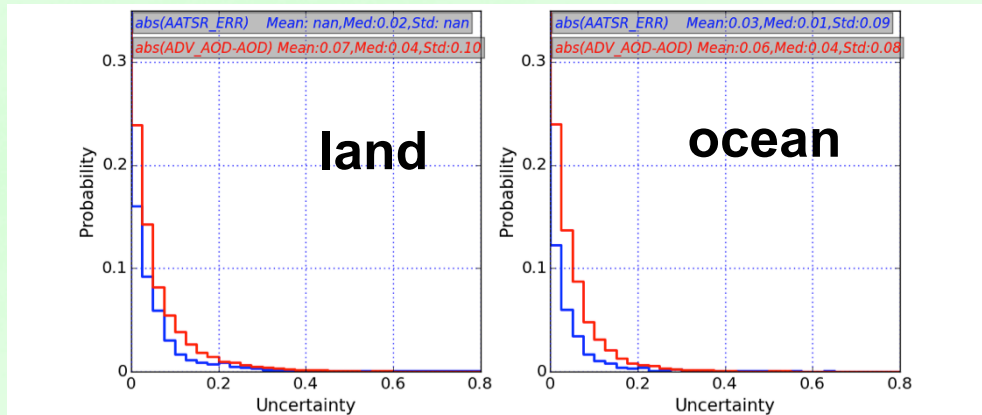 abs(AATSR_ERR) Mean: nan,Med:0.02,Std: nan
abs(ADV_AOD-AOD) Mean:0.07,Med:0.04,Std:0.10
0.3
0.2
0.1
0
land
Probability
0 0.2 0.4 0.6 0.8
Uncertainty
abs(AATSR_ERR) Mean:0.03,Med:0.01,Std:0.09
abs(ADV_AOD-AOD) Mean:0.06,Med:0.04,Std:0.08
0.3
0.2
0.1
0
ocean
Probability
0 0.2 0.4 0.6 0.8
Uncertainty